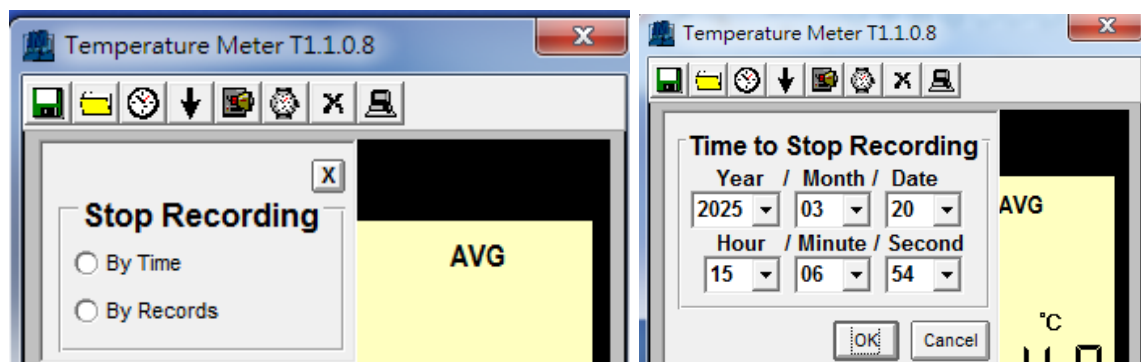 Temperature Meter T1.1.0.8
X
Stop Recording
By Time
By Records
AVG
Temperature Meter T1.1.0.8
Time to Stop Recording
Year / Month / Date
2025 03 20
Hour / Minute / Second
15 06 54
OK Cancel
AVG
°C